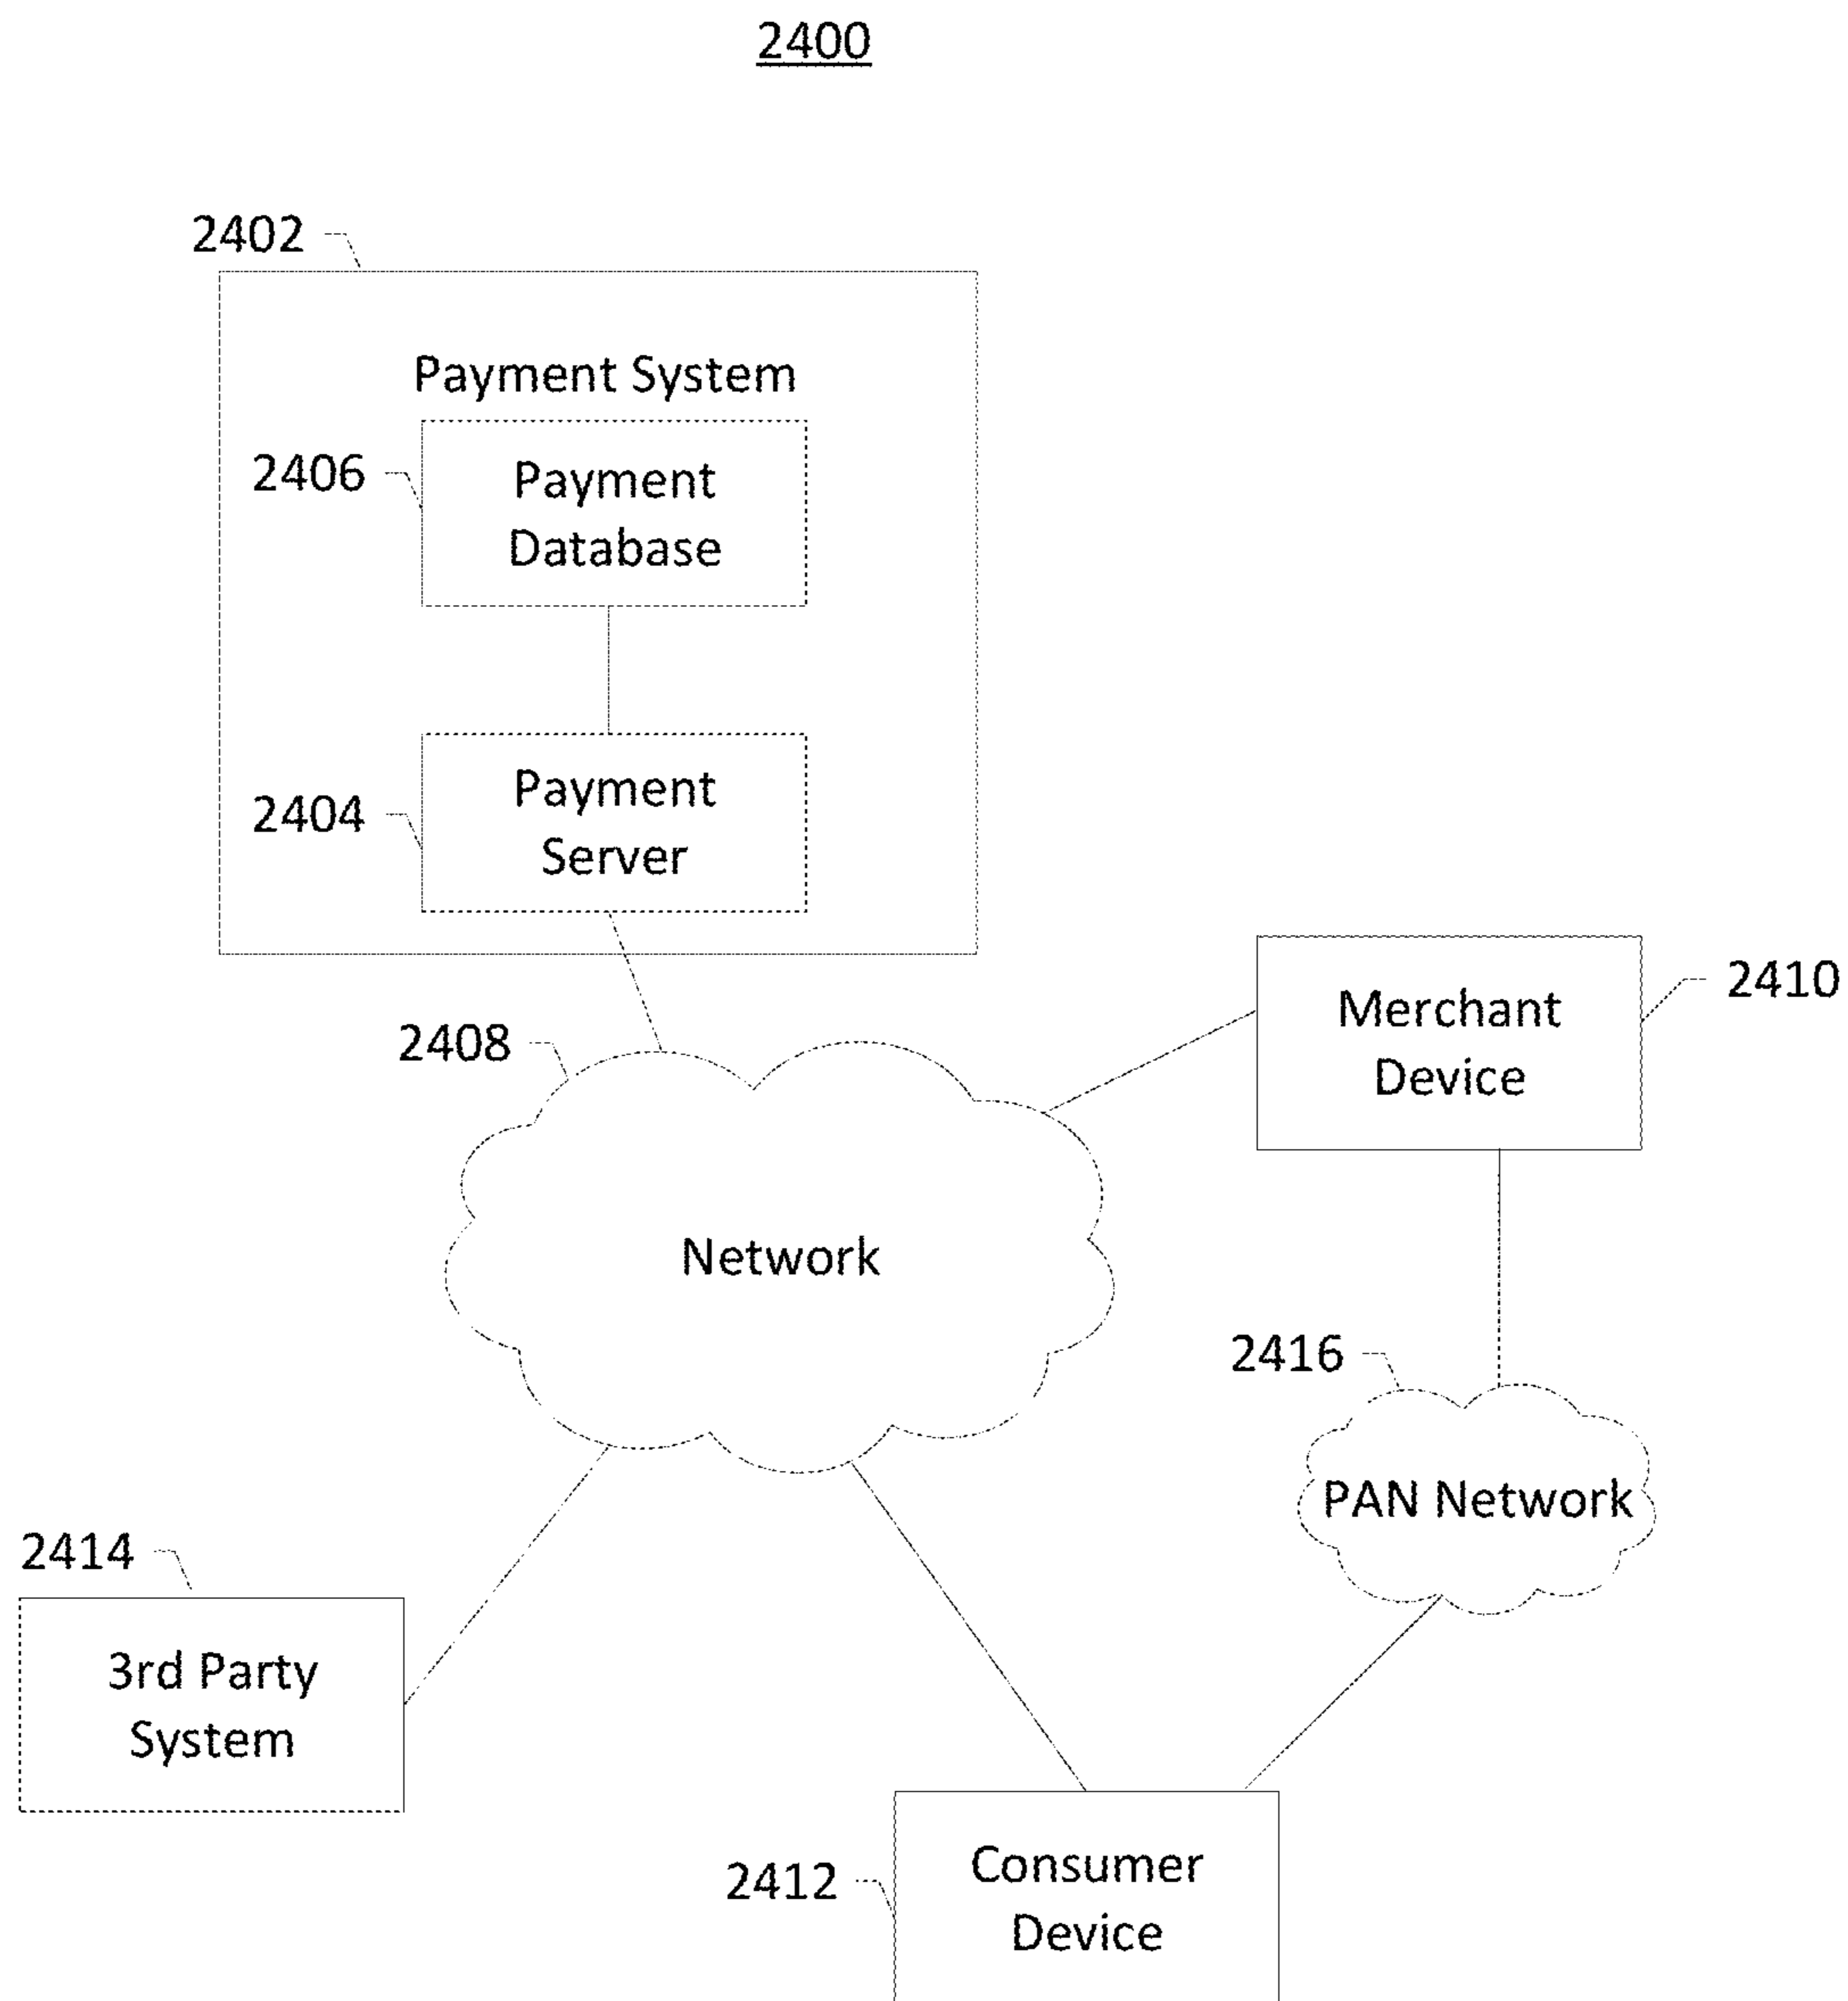 2400
2402
Payment System
2406
Payment
Database
2404
Payment
Server
2408
2410
Merchant
Device
Network
2416
PAN Network
2414
3rd Party
System
2412
Consumer
Device